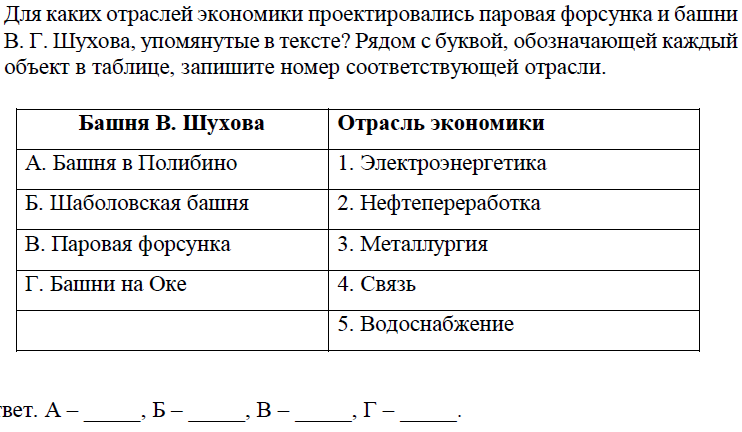 Для каких отраслей экономики проектировались паровая форсунка и башни
В. Г. Шухова, упомянутые в тексте? Рядом с буквой, обозначающей каждый
объект в таблице, запишите номер соответствующей отрасли.
Башня В. Шухова Отрасль экономики
А. Башня в Полибино 1. Электроэнергетика
Б. Шаболовская башня 2. Нефтепереработка
В. Паровая форсунка 3. Металлургия
Г. Башни на Оке 4. Связь
5. Водоснабжение
твет. А – _____, Б – _____, В – _____, Г – _____.